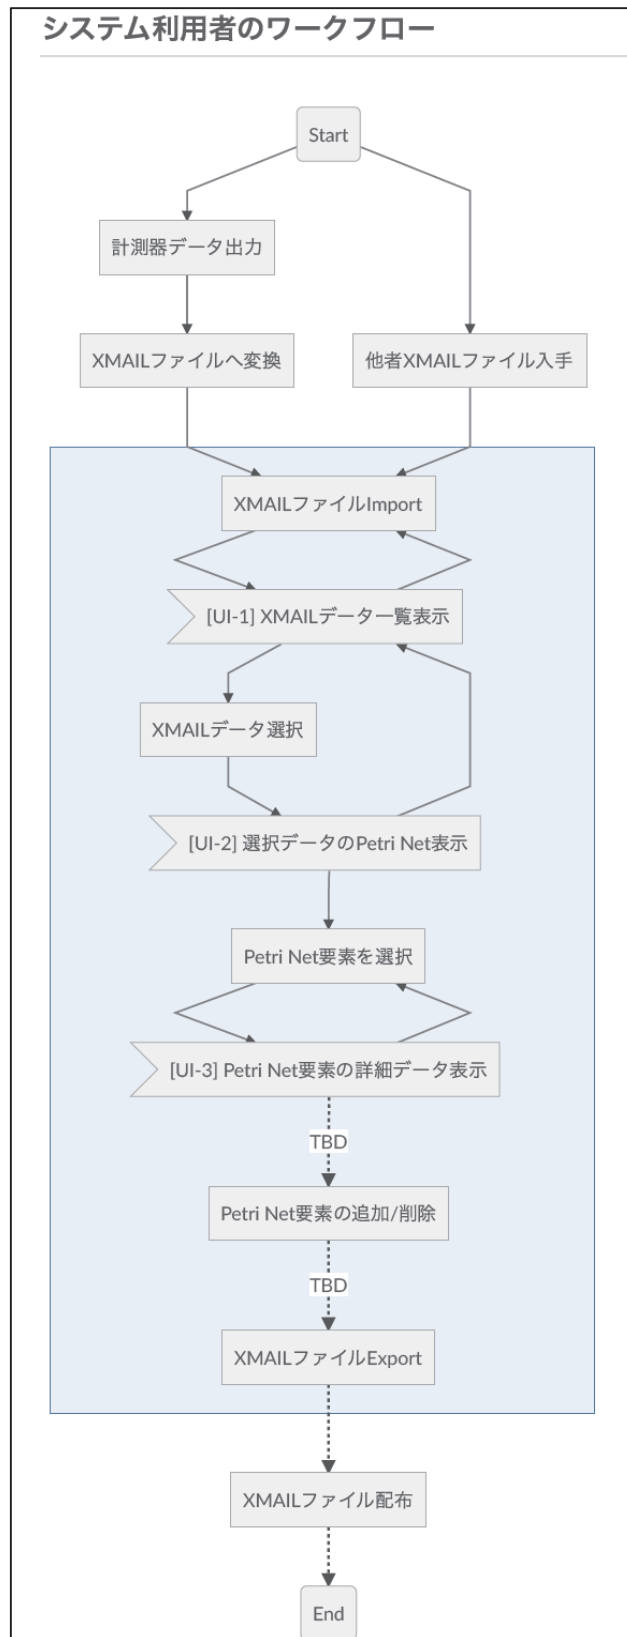 システム利用者のワークフロー
Start
計測器データ出力
XMAILファイルへ変換
他者XMAILファイル入手
XMAILファイルImport
[UI-1] XMAILデータ一覧表示
XMAILデータ選択
[UI-2] 選択データのPetri Net表示
Petri Net要素を選択
[UI-3] Petri Net要素の詳細データ表示
TBD
Petri Net要素の追加/削除
TBD
XMAILファイルExport
XMAILファイル配布
End